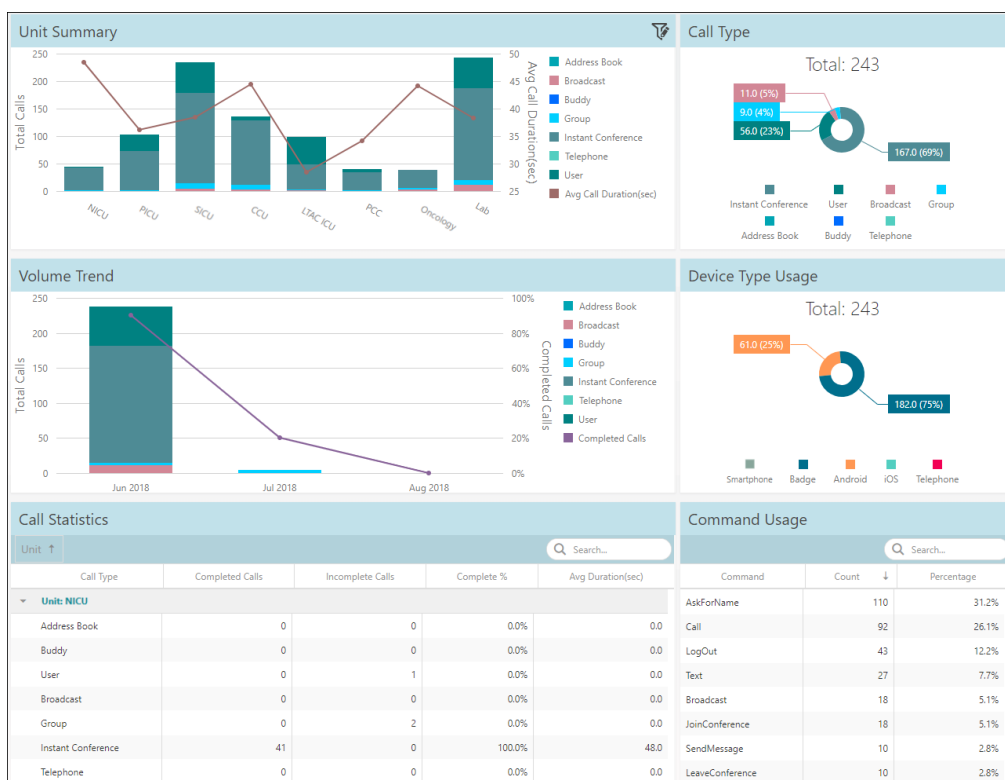 Unit Summary
250
200
150
100
50
0
Total Calls
50
45
40
35
30
25
Avg Call Duration(sec)
NICU
PICU
SICU
CCU
LTAC ICU
PCC
Oncology
Lab
Address Book
Broadcast
Buddy
Group
Instant Conference
Telephone
User
Avg Call Duration(sec)
Call Type
Total: 243
11.0 (5%)
9.0 (4%)
56.0 (23%)
167.0 (69%)
Instant Conference User Broadcast Group
Address Book Buddy Telephone
Volume Trend
250
200
150
100
50
0
Total Calls
100%
80%
60%
40%
20%
0%
Completed Calls
Jun 2018 Jul 2018 Aug 2018
Address Book
Broadcast
Buddy
Group
Instant Conference
Telephone
User
Completed Calls
Device Type Usage
Total: 243
61.0 (25%)
182.0 (75%)
Smartphone Badge Android iOS Telephone
Call Statistics
Unit ↑ Search...
Call Type Completed Calls Incomplete Calls Complete % Avg Duration(sec)
Unit: NICU
Address Book 0 0 0.0% 0.0
Buddy 0 0 0.0% 0.0
User 0 1 0.0% 0.0
Broadcast 0 0 0.0% 0.0
Group 0 2 0.0% 0.0
Instant Conference 41 0 100.0% 48.0
Telephone 0 0 0.0% 0.0
Command Usage
Search...
Command Count ↓ Percentage
AskForName 110 31.2%
Call 92 26.1%
LogOut 43 12.2%
Text 27 7.7%
Broadcast 18 5.1%
JoinConference 18 5.1%
SendMessage 10 2.8%
LeaveConference 10 2.8%